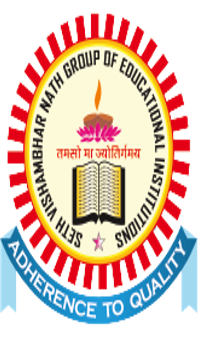 SETH VISHAMBHAR NATH GROUP OF EDUCATIONAL INSTITUTIONS
तमसो मा ज्योतिर्गमय
ADHERENCE TO QUALITY